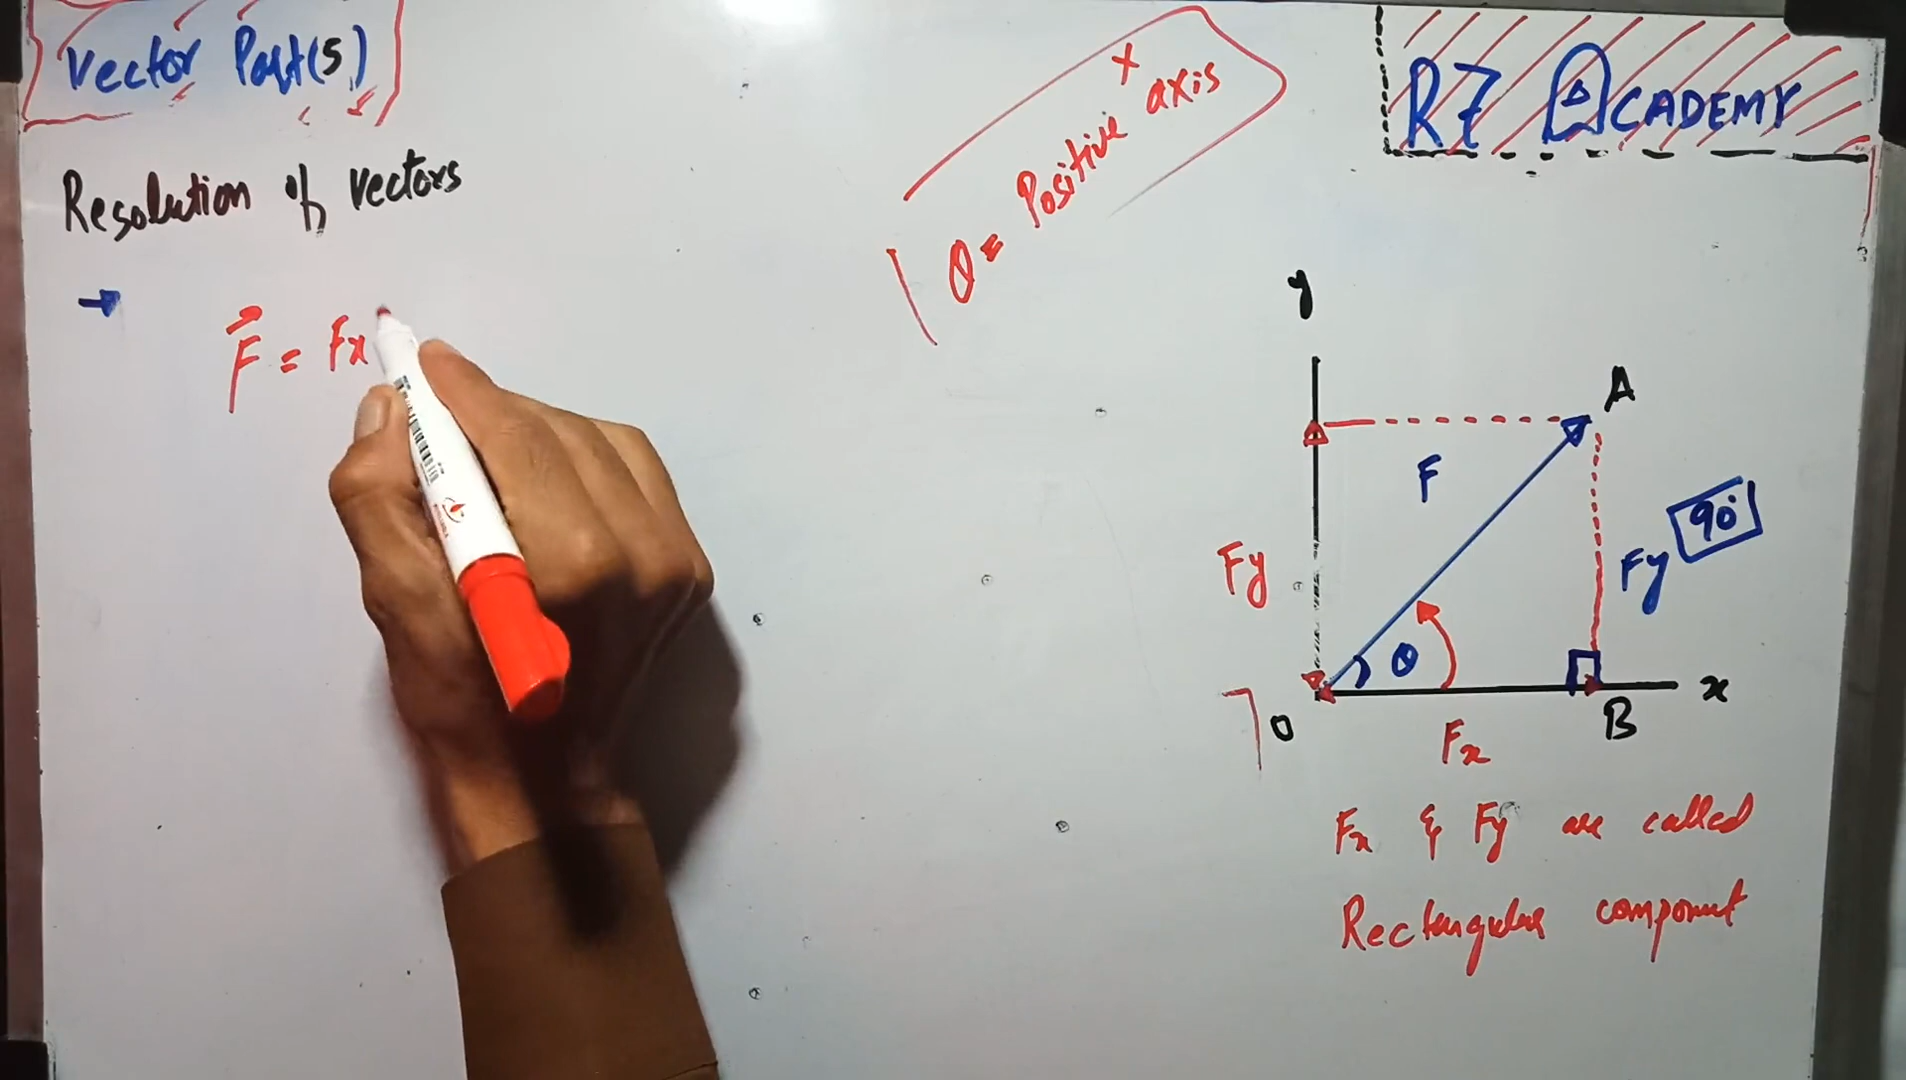 Vector Part(5)
R7 ACADEMY
Resolution of vectors
θ = Positive x axis
F⃗ = Fx
y
A
F
90°
Fy
Fy
θ
x
O
B
Fx
Fx & Fy are called
Rectangular component